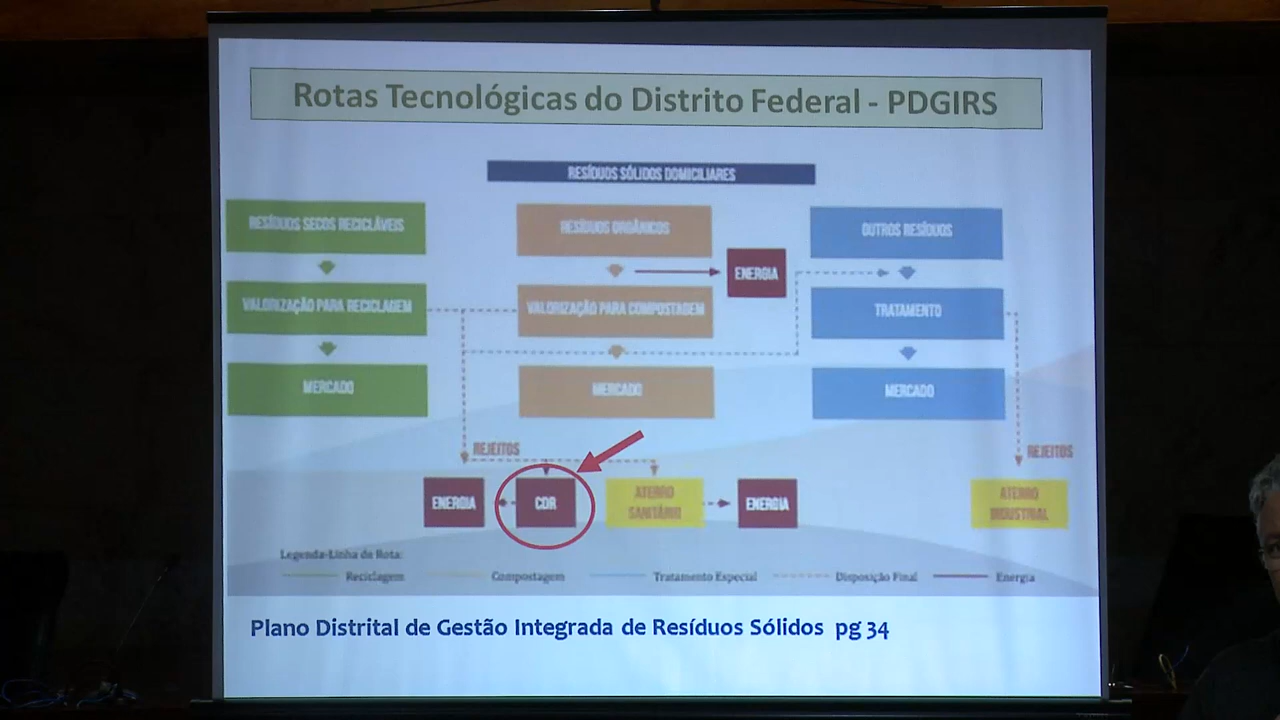 Rotas Tecnológicas do Distrito Federal - PDGIRS
RESÍDUOS SÓLIDOS DOMICILIARES
RESÍDUOS SECOS RECICLÁVEIS
RESÍDUOS ORGÂNICOS
OUTROS RESÍDUOS
ENERGIA
VALORIZAÇÃO PARA RECICLAGEM
VALORIZAÇÃO PARA COMPOSTAGEM
TRATAMENTO
MERCADO
MERCADO
MERCADO
REJEITOS
REJEITOS
ENERGIA
CDR
ATERRO
SANITÁRIO
ENERGIA
ATERRO
INDUSTRIAL
Legenda-Linha de Rota:
Reciclagem
Compostagem
Tratamento Especial
Disposição Final
Energia
Plano Distrital de Gestão Integrada de Resíduos Sólidos pg 34